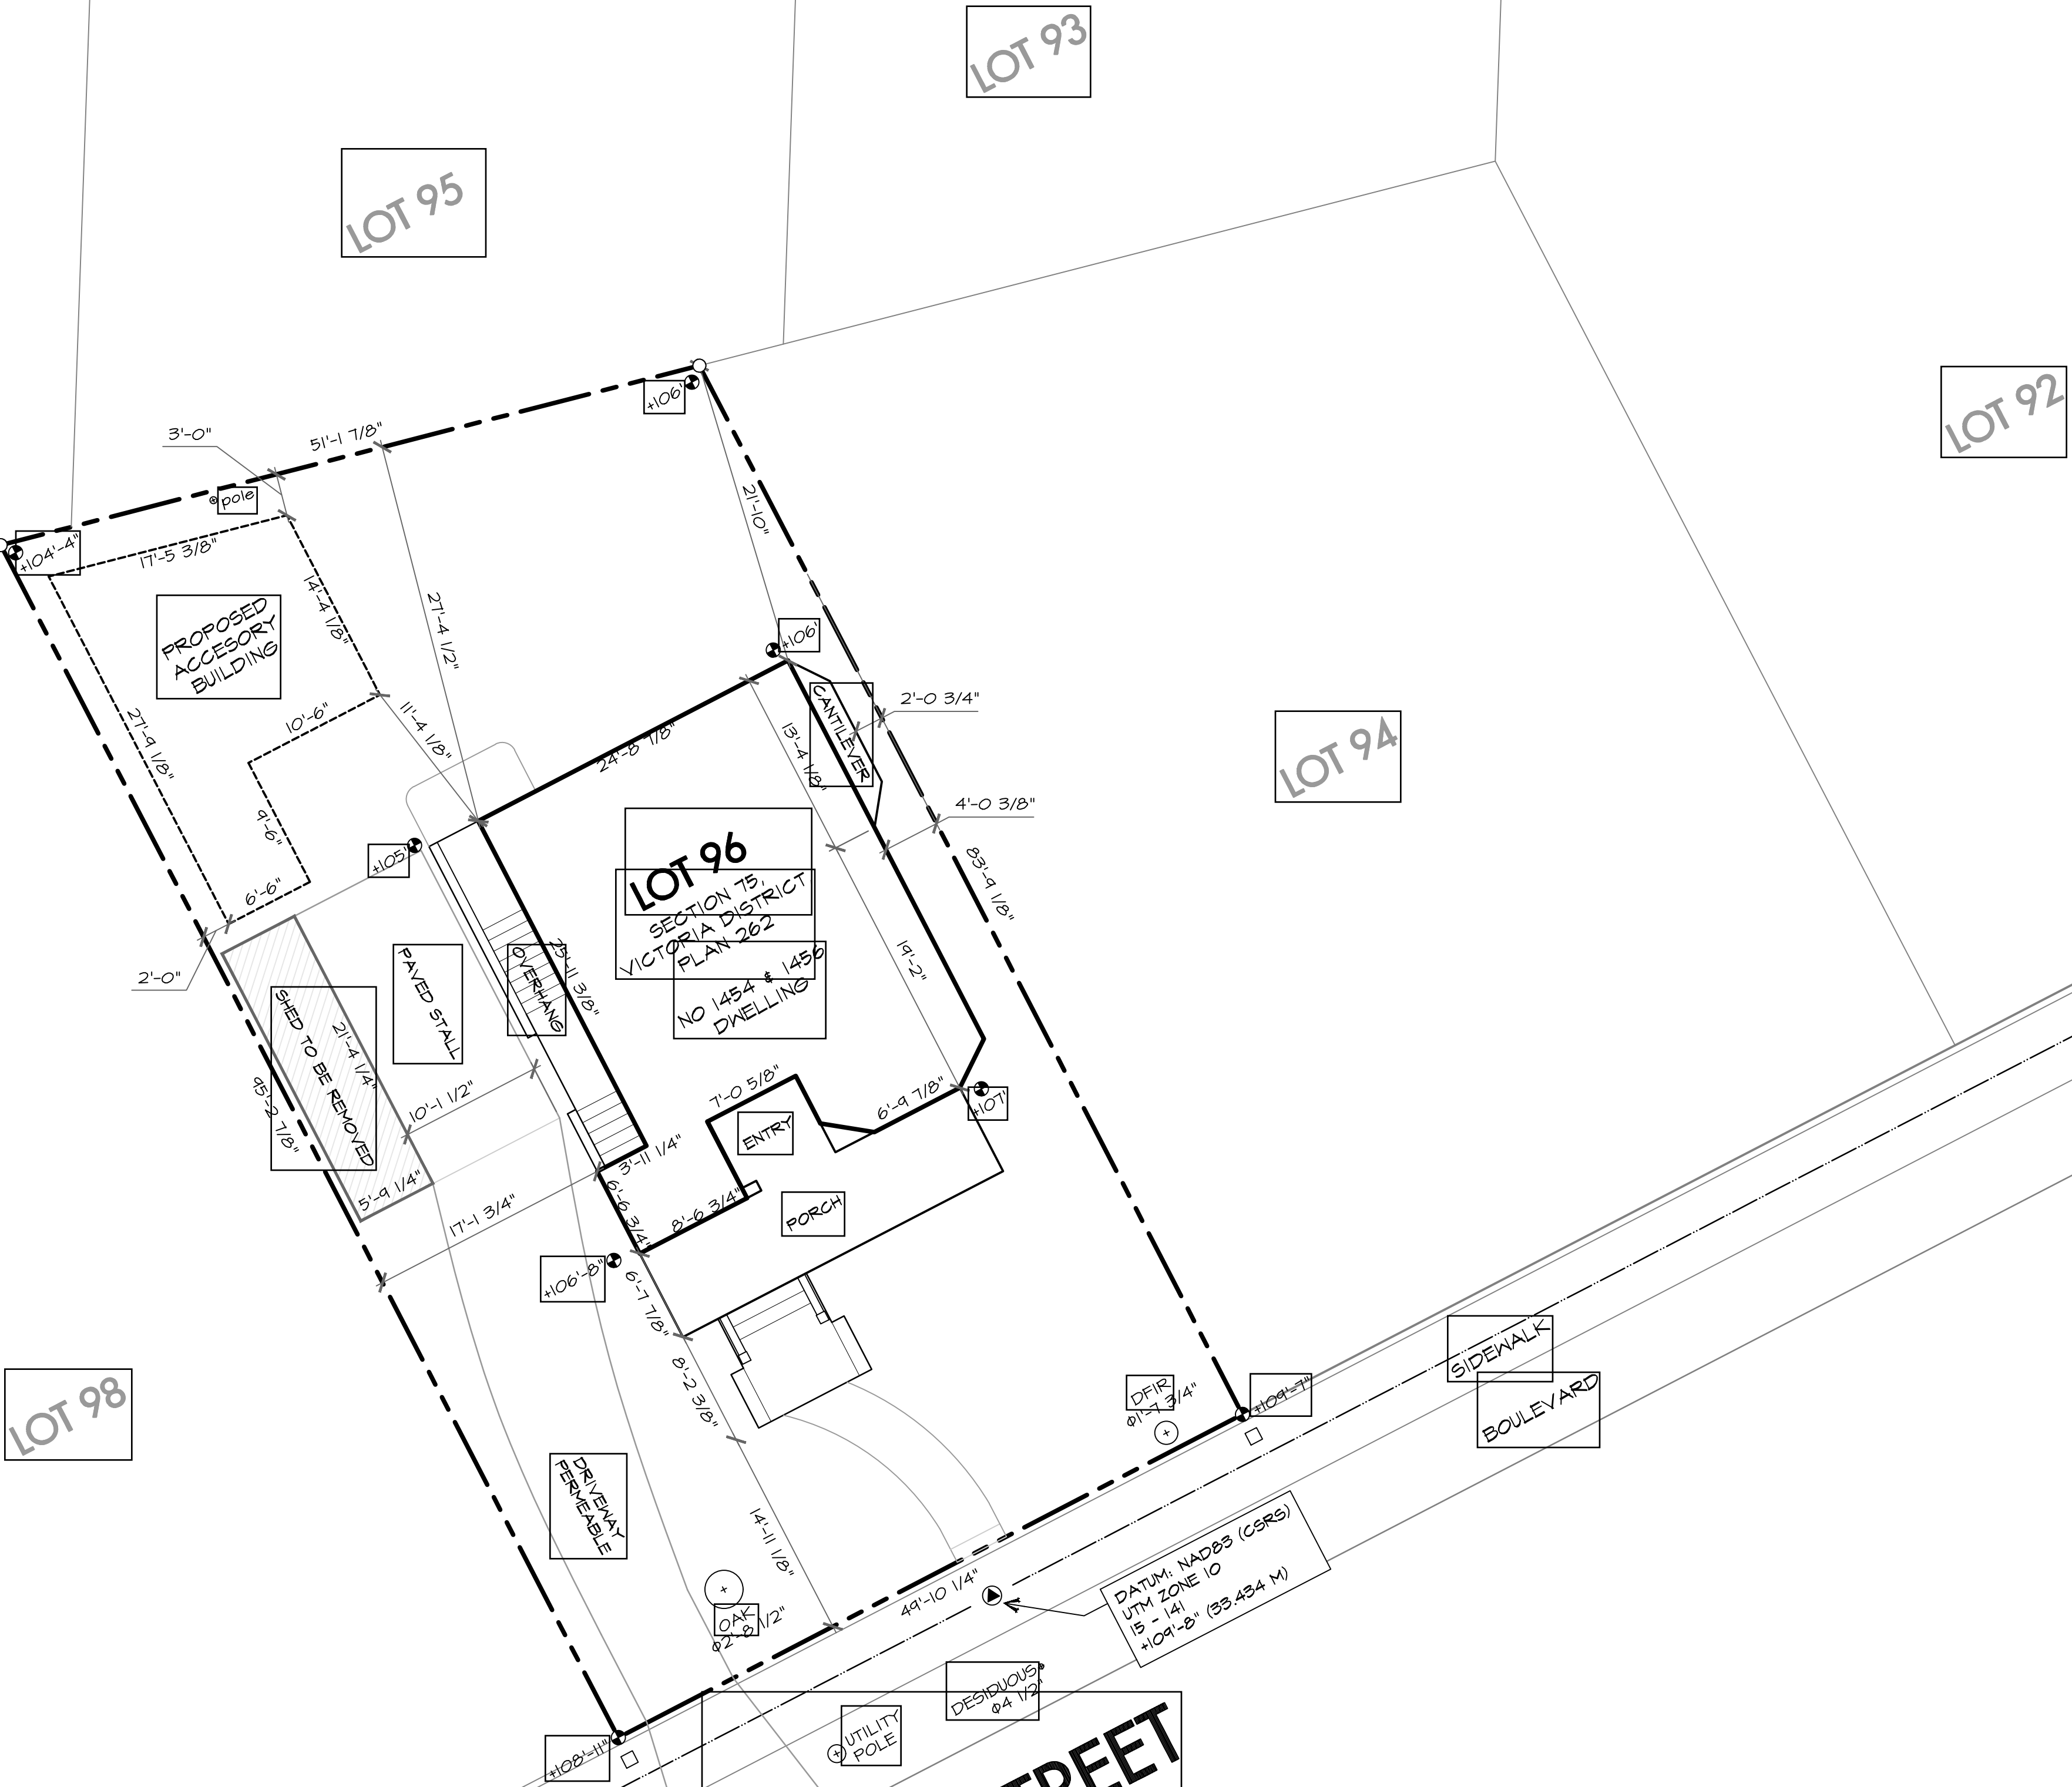 LOT 93
LOT 95
LOT 92
+106'
3'-0"
51'-1 7/8"
pole
+104'-4"
17'-5 3/8"
21'-10"
14'-4 1/8"
27'-4 1/2"
PROPOSED
ACCESORY
BUILDING
+106'
2'-0 3/4"
CANTILEVER
27'-9 1/8"
10'-6"
11'-4 1/8"
24'-8 7/8"
13'-4 1/8"
LOT 94
4'-0 3/8"
9'-6"
+105'
LOT 96
SECTION 75,
VICTORIA DISTRICT
PLAN 262
NO 1454 & 1456
DWELLING
83'-9 1/8"
6'-6"
2'-0"
PAVED STALL
OVERHANG
25'-11 3/8"
19'-2"
SHED TO BE REMOVED
21'-4 1/4"
95'-2 7/8"
10'-1 1/2"
7'-0 5/8"
6'-9 7/8"
+107'
ENTRY
3'-11 1/4"
5'-9 1/4"
17'-1 3/4"
6'-6 3/4"
8'-6 3/4"
PORCH
+106'-8"
6'-7 7/8"
8'-2 3/8"
SIDEWALK
BOULEVARD
LOT 98
DFIR
Φ1'-7 3/4"
+109'-7"
DRIVEWAY
PERMEABLE
14'-11 1/8"
49'-10 1/4"
DATUM: NAD83 (CSRS)
UTM ZONE 10
15 - 141
+109'-8" (33.434 M)
OAK
Φ2'-8 1/2"
DESIDUOUS
Φ4 1/2"
UTILITY
POLE
+108'-11"